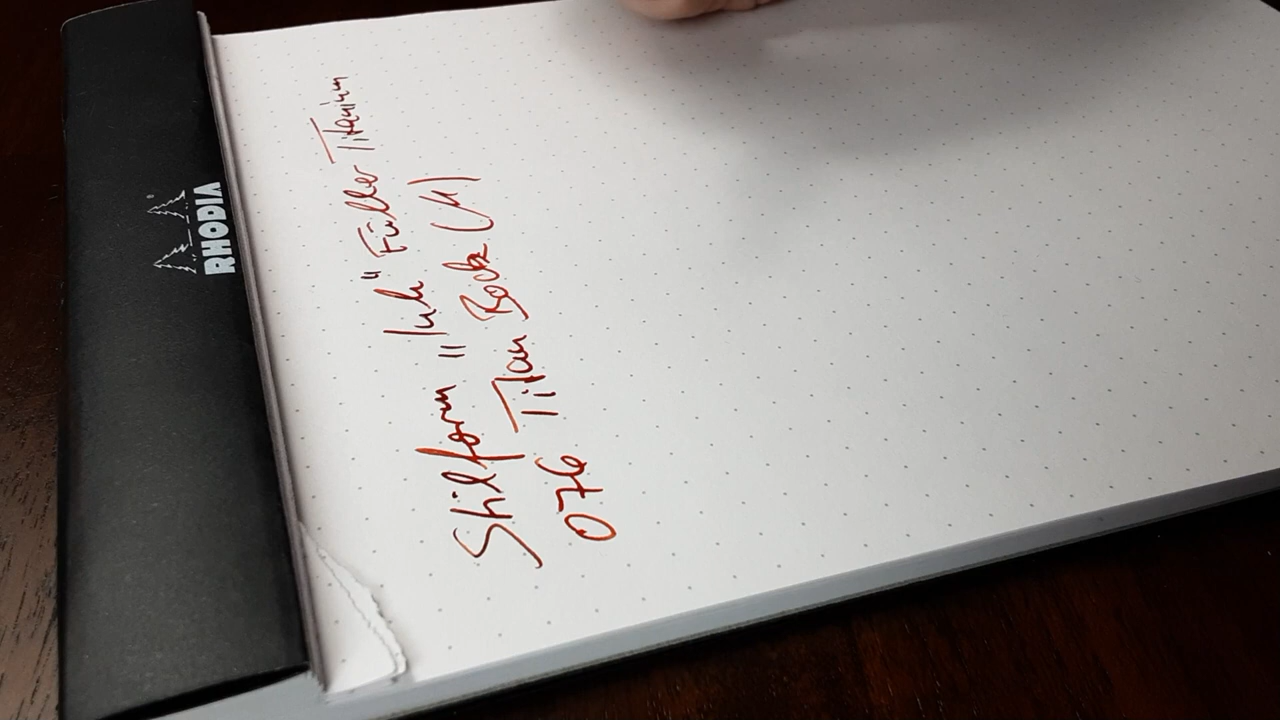 RHODIA
Stilform „Ink“ Füller Titanium
076 Titan Bock (M)